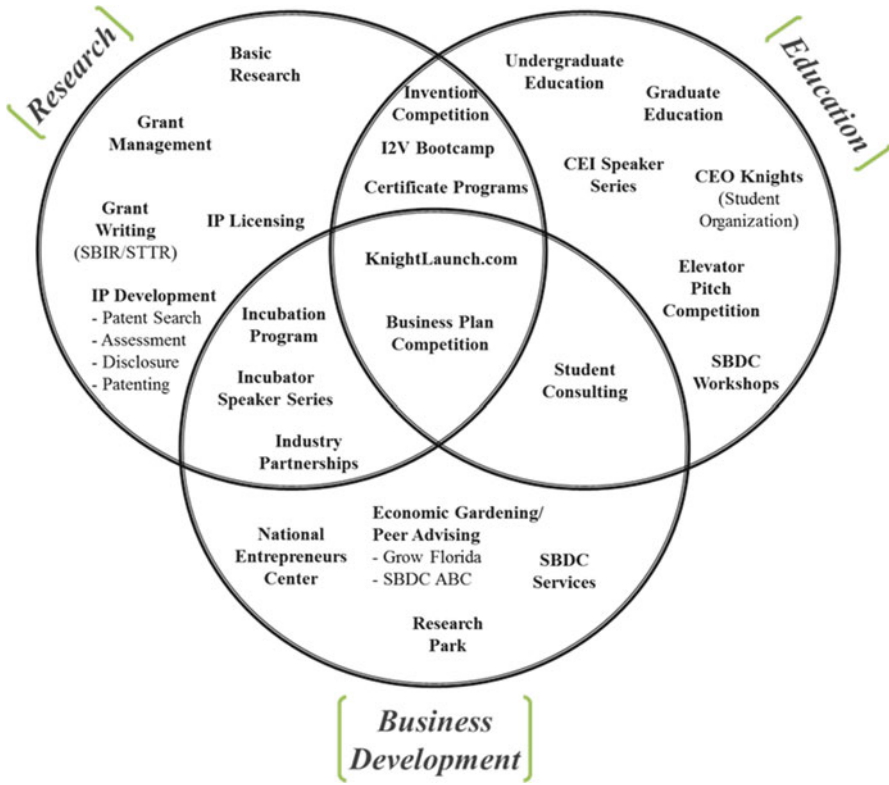 Research
Education
Basic
Research
Grant
Management
Grant
Writing
(SBIR/STTR)
IP Licensing
IP Development
- Patent Search
- Assessment
- Disclosure
- Patenting
Invention
Competition
I2V Bootcamp
Certificate Programs
Undergraduate
Education
Graduate
Education
CEI Speaker
Series
CEO Knights
(Student
Organization)
Elevator
Pitch
Competition
SBDC
Workshops
KnightLaunch.com
Business Plan
Competition
Incubation
Program
Incubator
Speaker Series
Industry
Partnerships
Student
Consulting
National
Entrepreneurs
Center
Economic Gardening/
Peer Advising
- Grow Florida
- SBDC ABC
SBDC
Services
Research
Park
Business
Development